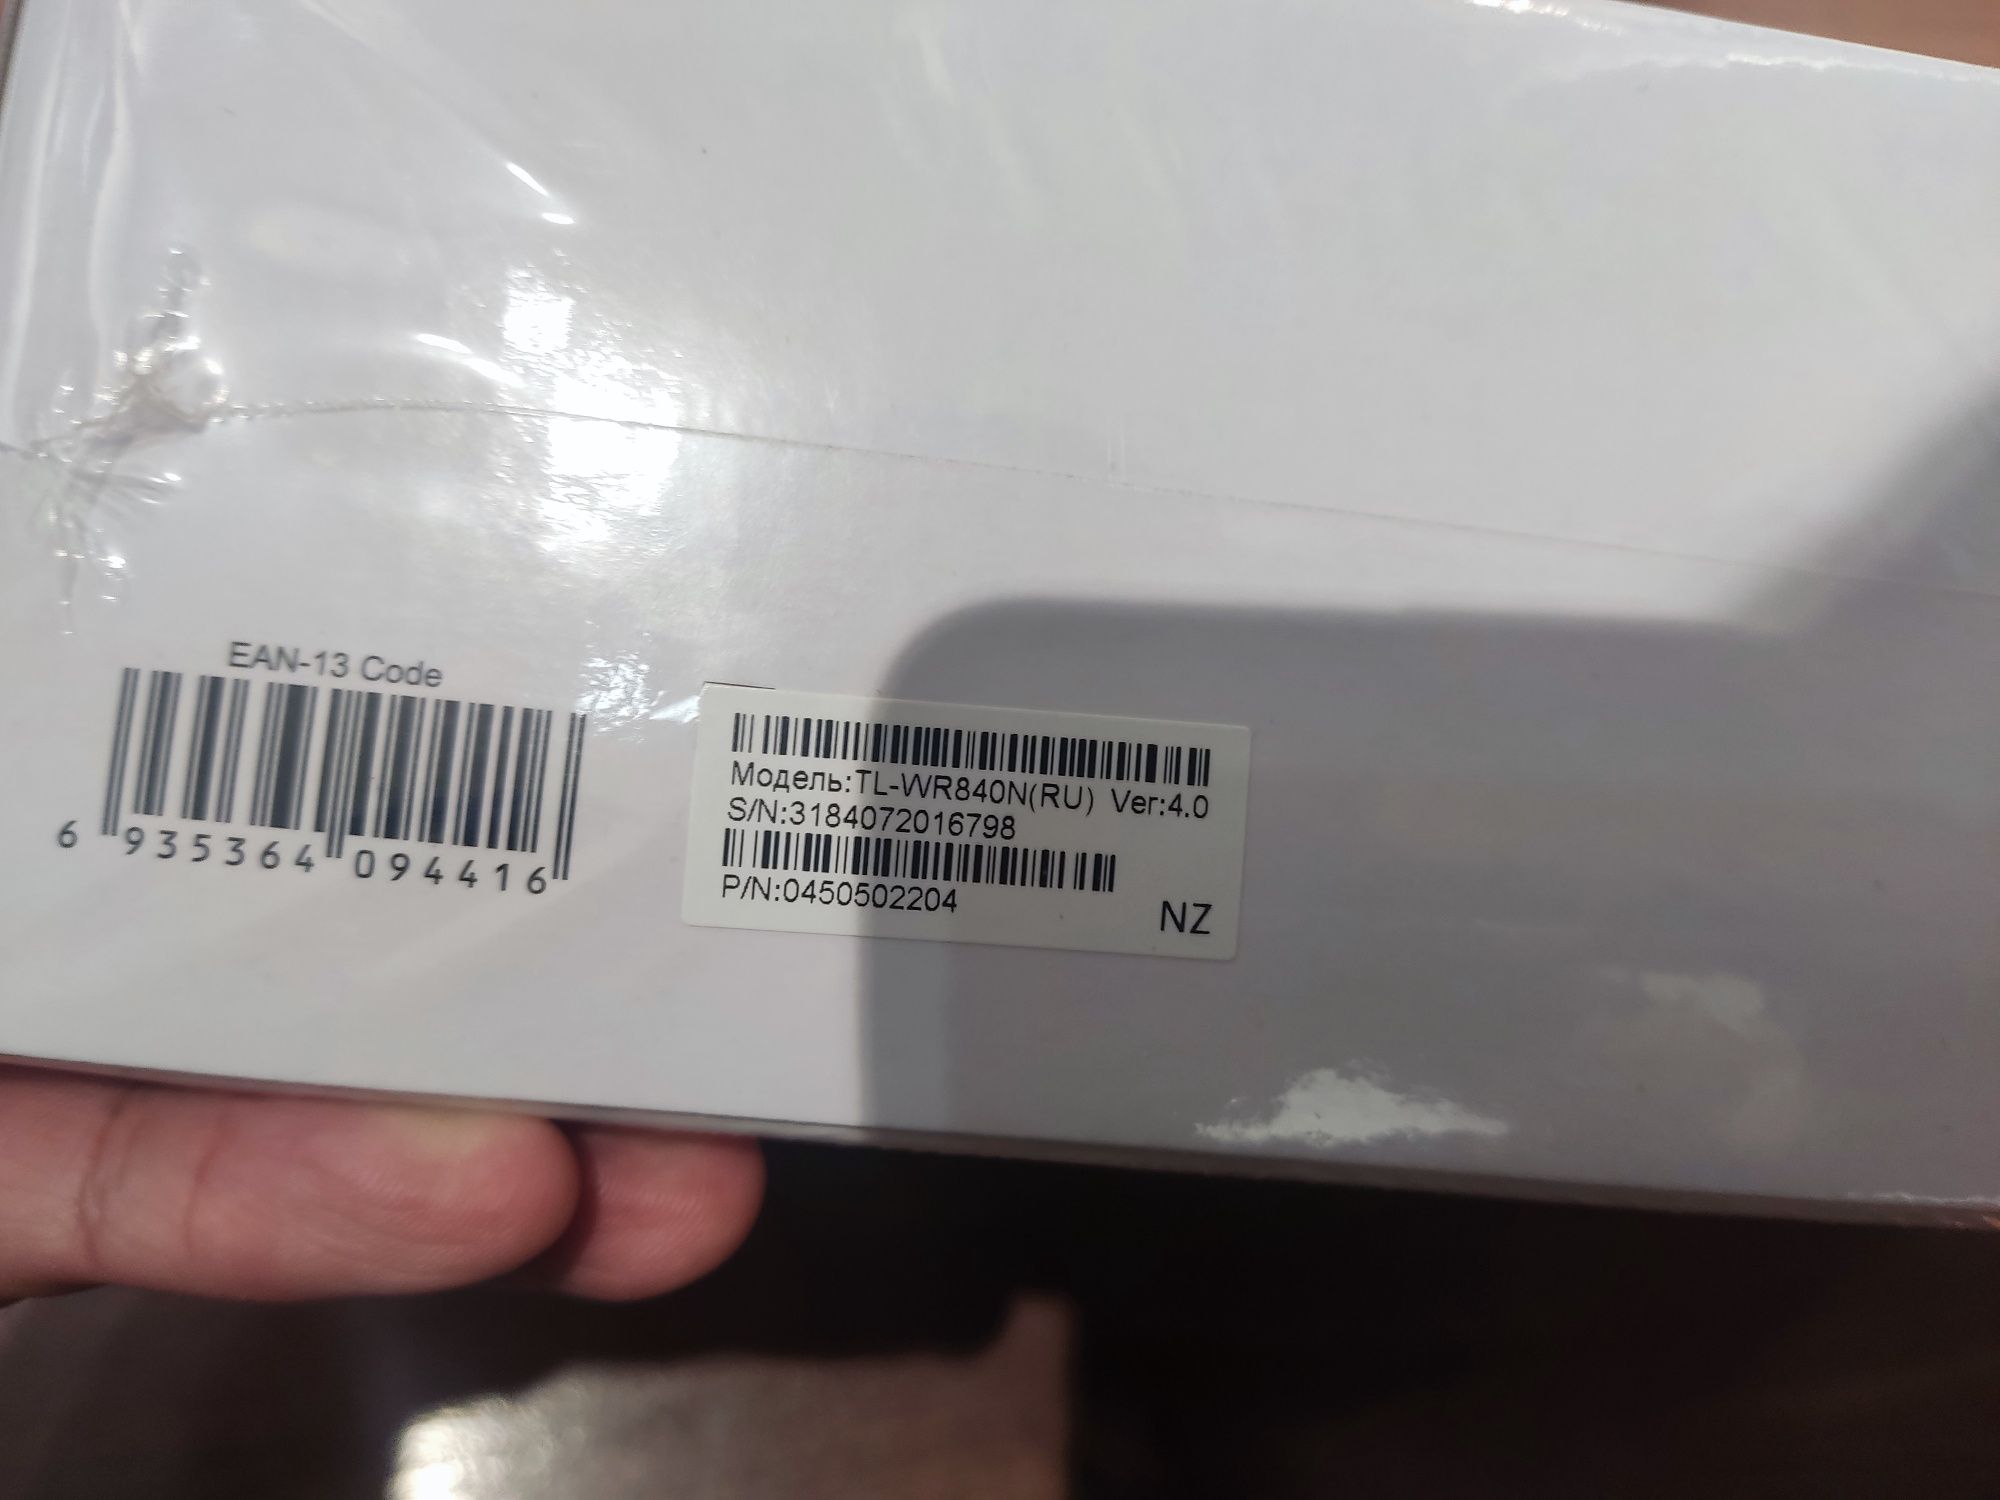 EAN-13 Code
6 935364 094416
Модель:TL-WR840N(RU) Ver:4.0
S/N:3184072016798
P/N:0450502204
NZ